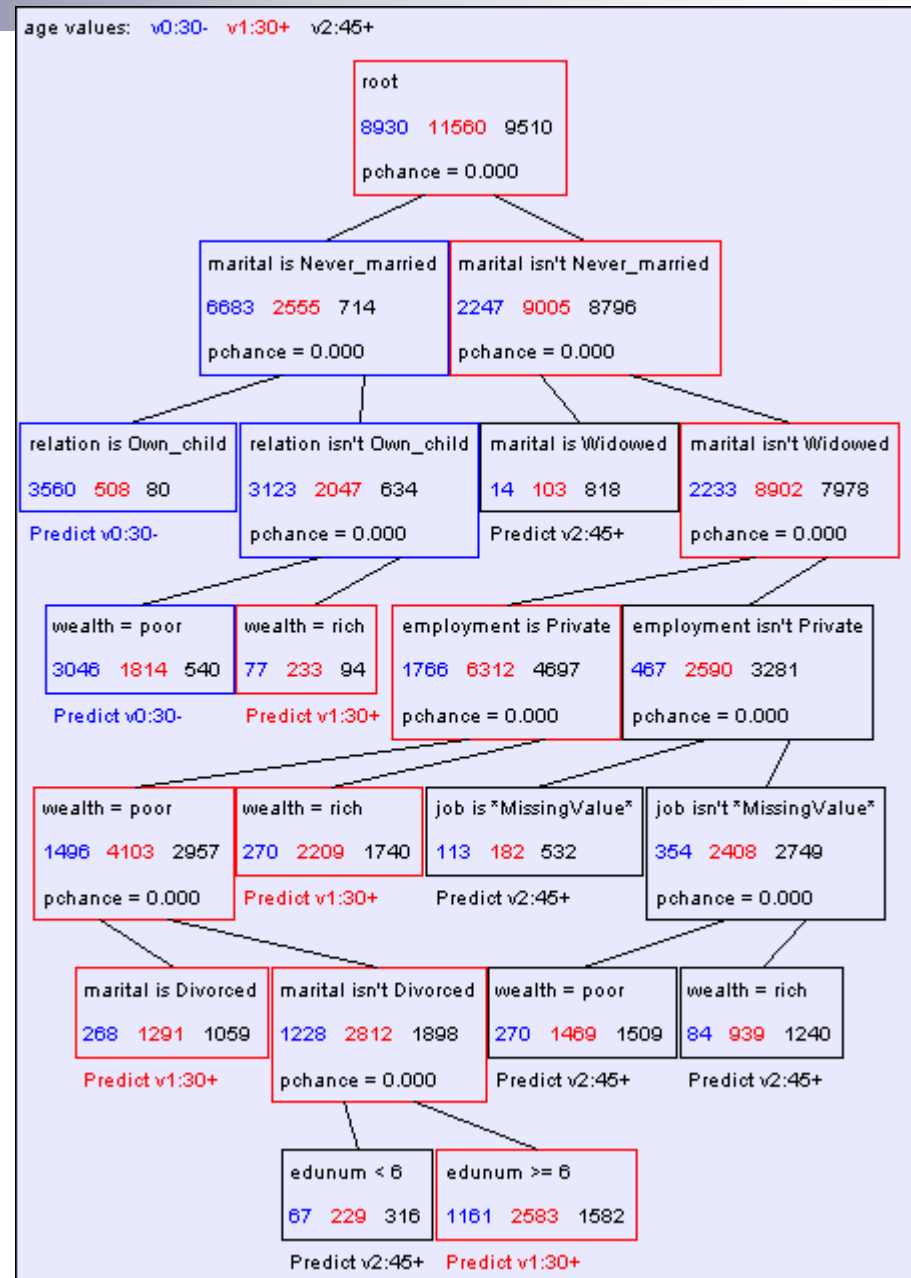 age values: v0:30- v1:30+ v2:45+
root
8930 11560 9510
pchance = 0.000
marital is Never_married
6683 2555 714
pchance = 0.000
marital isn't Never_married
2247 9005 8796
pchance = 0.000
relation is Own_child
3560 508 80
Predict v0:30-
relation isn't Own_child
3123 2047 634
pchance = 0.000
marital is Widowed
14 103 818
Predict v2:45+
marital isn't Widowed
2233 8902 7978
pchance = 0.000
wealth = poor
3046 1814 540
Predict v0:30-
wealth = rich
77 233 94
Predict v1:30+
employment is Private
1766 6312 4697
pchance = 0.000
employment isn't Private
467 2590 3281
pchance = 0.000
wealth = poor
1496 4103 2957
pchance = 0.000
wealth = rich
270 2209 1740
Predict v1:30+
job is *MissingValue*
113 182 532
Predict v2:45+
job isn't *MissingValue*
354 2408 2749
pchance = 0.000
marital is Divorced
268 1291 1059
Predict v1:30+
marital isn't Divorced
1228 2812 1898
pchance = 0.000
wealth = poor
270 1469 1509
Predict v2:45+
wealth = rich
84 939 1240
Predict v2:45+
edunum < 6
67 229 316
Predict v2:45+
edunum >= 6
1161 2583 1582
Predict v1:30+